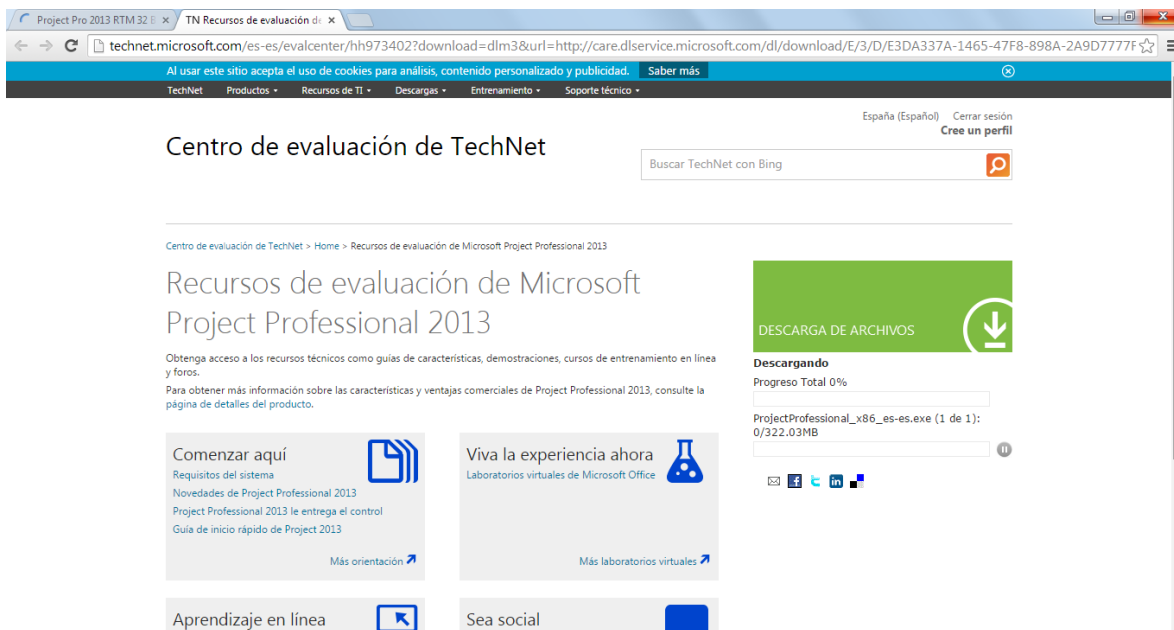 Project Pro 2013 RTM 32 B
TN Recursos de evaluación de
technet.microsoft.com/es-es/evalcenter/hh973402?download=dlm3&url=http://care.dlservice.microsoft.com/dl/download/E/3/D/E3DA337A-1465-47F8-898A-2A9D7777F
Al usar este sitio acepta el uso de cookies para análisis, contenido personalizado y publicidad. Saber más
TechNet Productos Recursos de TI Descargas Entrenamiento Soporte técnico
España (Español) Cerrar sesión
Cree un perfil
Centro de evaluación de TechNet
Buscar TechNet con Bing
Centro de evaluación de TechNet > Home > Recursos de evaluación de Microsoft Project Professional 2013
Recursos de evaluación de Microsoft
Project Professional 2013
Obtenga acceso a los recursos técnicos como guías de características, demostraciones, cursos de entrenamiento en línea
y foros.
Para obtener más información sobre las características y ventajas comerciales de Project Professional 2013, consulte la
página de detalles del producto.
DESCARGA DE ARCHIVOS
Descargando
Progreso Total 0%
ProjectProfessional_x86_es-es.exe (1 de 1):
0/322.03MB
Comenzar aquí
Requisitos del sistema
Novedades de Project Professional 2013
Project Professional 2013 le entrega el control
Guía de inicio rápido de Project 2013
Más orientación
Viva la experiencia ahora
Laboratorios virtuales de Microsoft Office
Más laboratorios virtuales
Aprendizaje en línea
Sea social